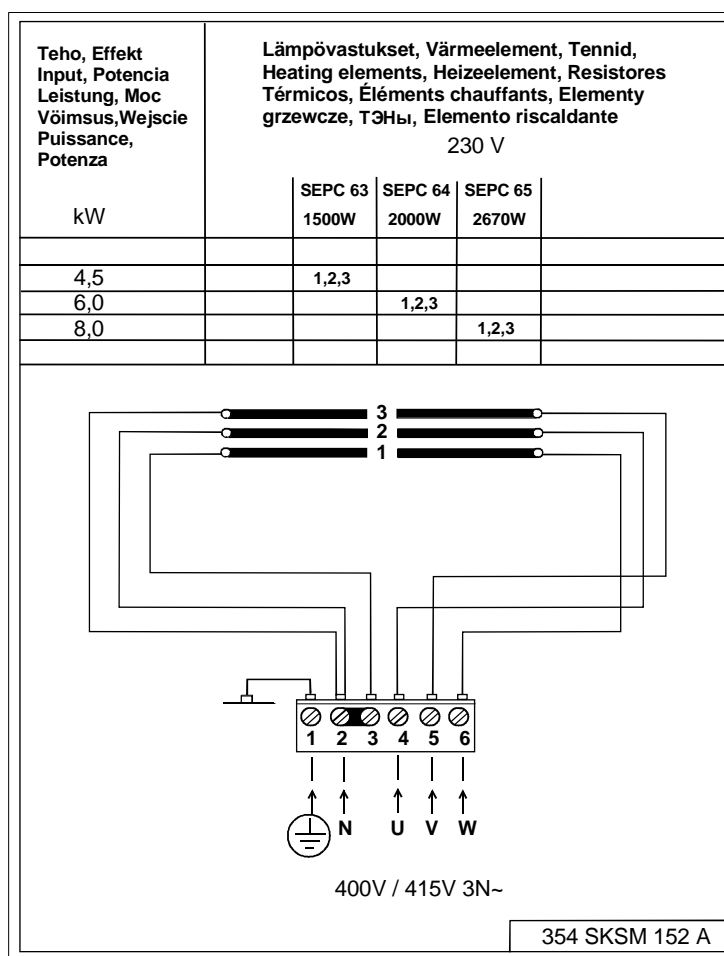 Teho, Effekt
Input, Potencia
Leistung, Moc
Vöimsus,Wejscie
Puissance,
Potenza
kW
Lämpövastukset, Värmeelement, Tennid,
Heating elements, Heizeelement, Resistores
Térmicos, Éléments chauffants, Elementy
grzewcze, ТЭНы, Elemento riscaldante
230 V
SEPC 63 SEPC 64 SEPC 65
1500W 2000W 2670W
4,5 1,2,3
6,0 1,2,3
8,0 1,2,3
3
2
1
1 2 3 4 5 6
N U V W
400V / 415V 3N~
354 SKSM 152 A